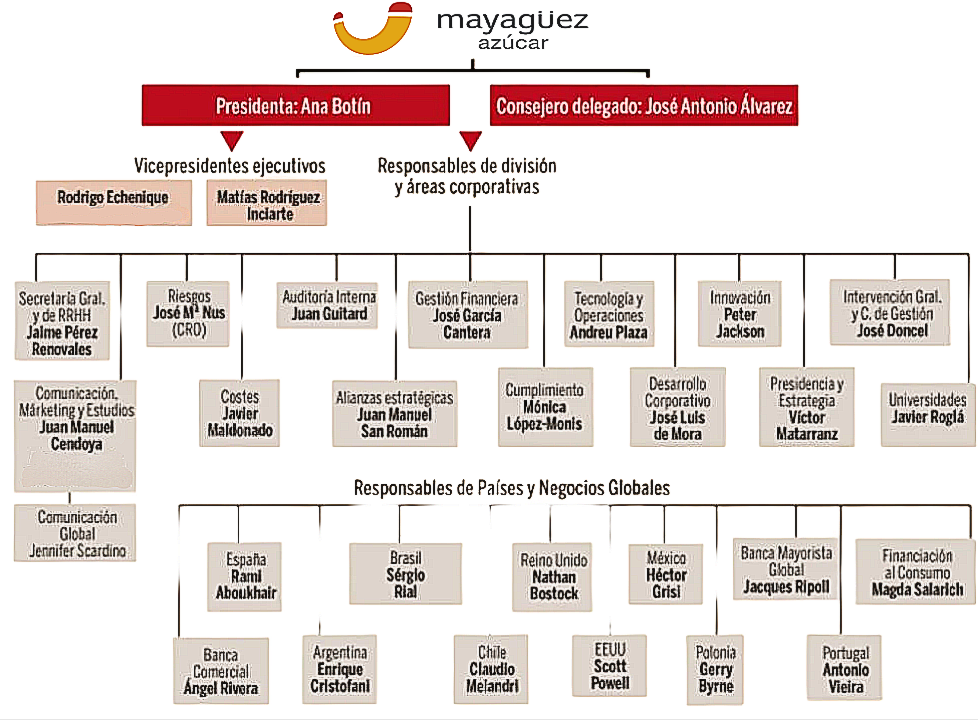 mayagüez
azúcar
Presidenta: Ana Botín
Consejero delegado: José Antonio Álvarez
Vicepresidentes ejecutivos
Rodrigo Echenique
Matías Rodríguez
Inciarte
Responsables de división
y áreas corporativas
Secretaría Gral.
y de RRHH
Jaime Pérez
Renovales
Riesgos
José Mª Nus
(CRO)
Auditoría Interna
Juan Guitard
Gestión Financiera
José García
Cantera
Tecnología y
Operaciones
Andreu Plaza
Innovación
Peter
Jackson
Intervención Gral.
y C. de Gestión
José Doncel
Comunicación,
Márketing y Estudios
Juan Manuel
Cendoya
Costes
Javier
Maldonado
Alianzas estratégicas
Juan Manuel
San Román
Cumplimiento
Mónica
López-Monis
Desarrollo
Corporativo
José Luis
de Mora
Presidencia y
Estrategia
Víctor
Matarranz
Universidades
Javier Roglá
Comunicación
Global
Jennifer Scardino
Responsables de Países y Negocios Globales
España
Rami
Aboukhair
Brasil
Sérgio
Rial
Reino Unido
Nathan
Bostock
México
Héctor
Grisi
Banca Mayorista
Global
Jacques Ripoll
Financiación
al Consumo
Magda Salarich
Banca
Comercial
Ángel Rivera
Argentina
Enrique
Cristofani
Chile
Claudio
Melandri
EEUU
Scott
Powell
Polonia
Gerry
Byrne
Portugal
Antonio
Vieira